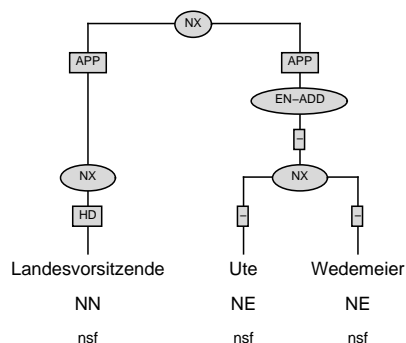 NX
APP APP
EN–ADD
–
NX NX
HD – –
Landesvorsitzende Ute Wedemeier
NN NE NE
nsf nsf nsf